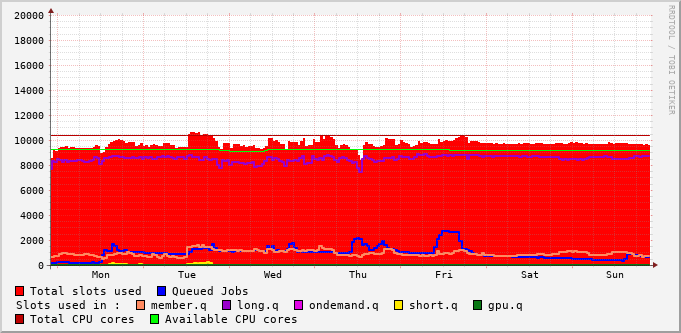 20000
18000
16000
14000
12000
10000
8000
6000
4000
2000
0
Mon Tue Wed Thu Fri Sat Sun
RRDTOOL / TOBI OETIKER
Total slots used Queued Jobs
Slots used in : member.q long.q ondemand.q short.q gpu.q
Total CPU cores Available CPU cores